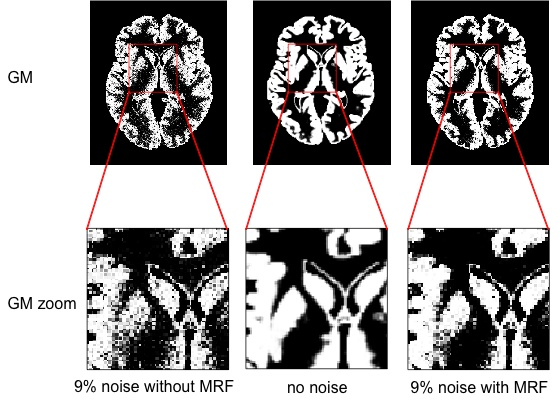 GM
GM zoom
9% noise without MRF
no noise
9% noise with MRF